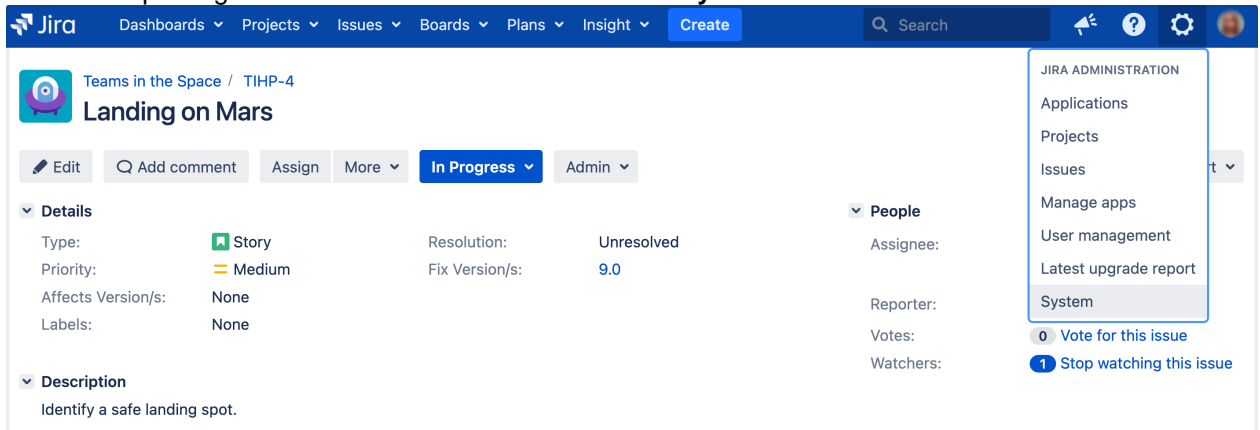 Jira Dashboards Projects Issues Boards Plans Insight Create Search
JIRA ADMINISTRATION
Applications
Projects
Issues
Manage apps
User management
Latest upgrade report
System
Teams in the Space / TIHP-4
Landing on Mars
Edit Add comment Assign More In Progress Admin
Details
Type: Story
Priority: Medium
Affects Version/s: None
Labels: None
Resolution: Unresolved
Fix Version/s: 9.0
People
Assignee:
Reporter:
Votes: 0 Vote for this issue
Watchers: 1 Stop watching this issue
Description
Identify a safe landing spot.